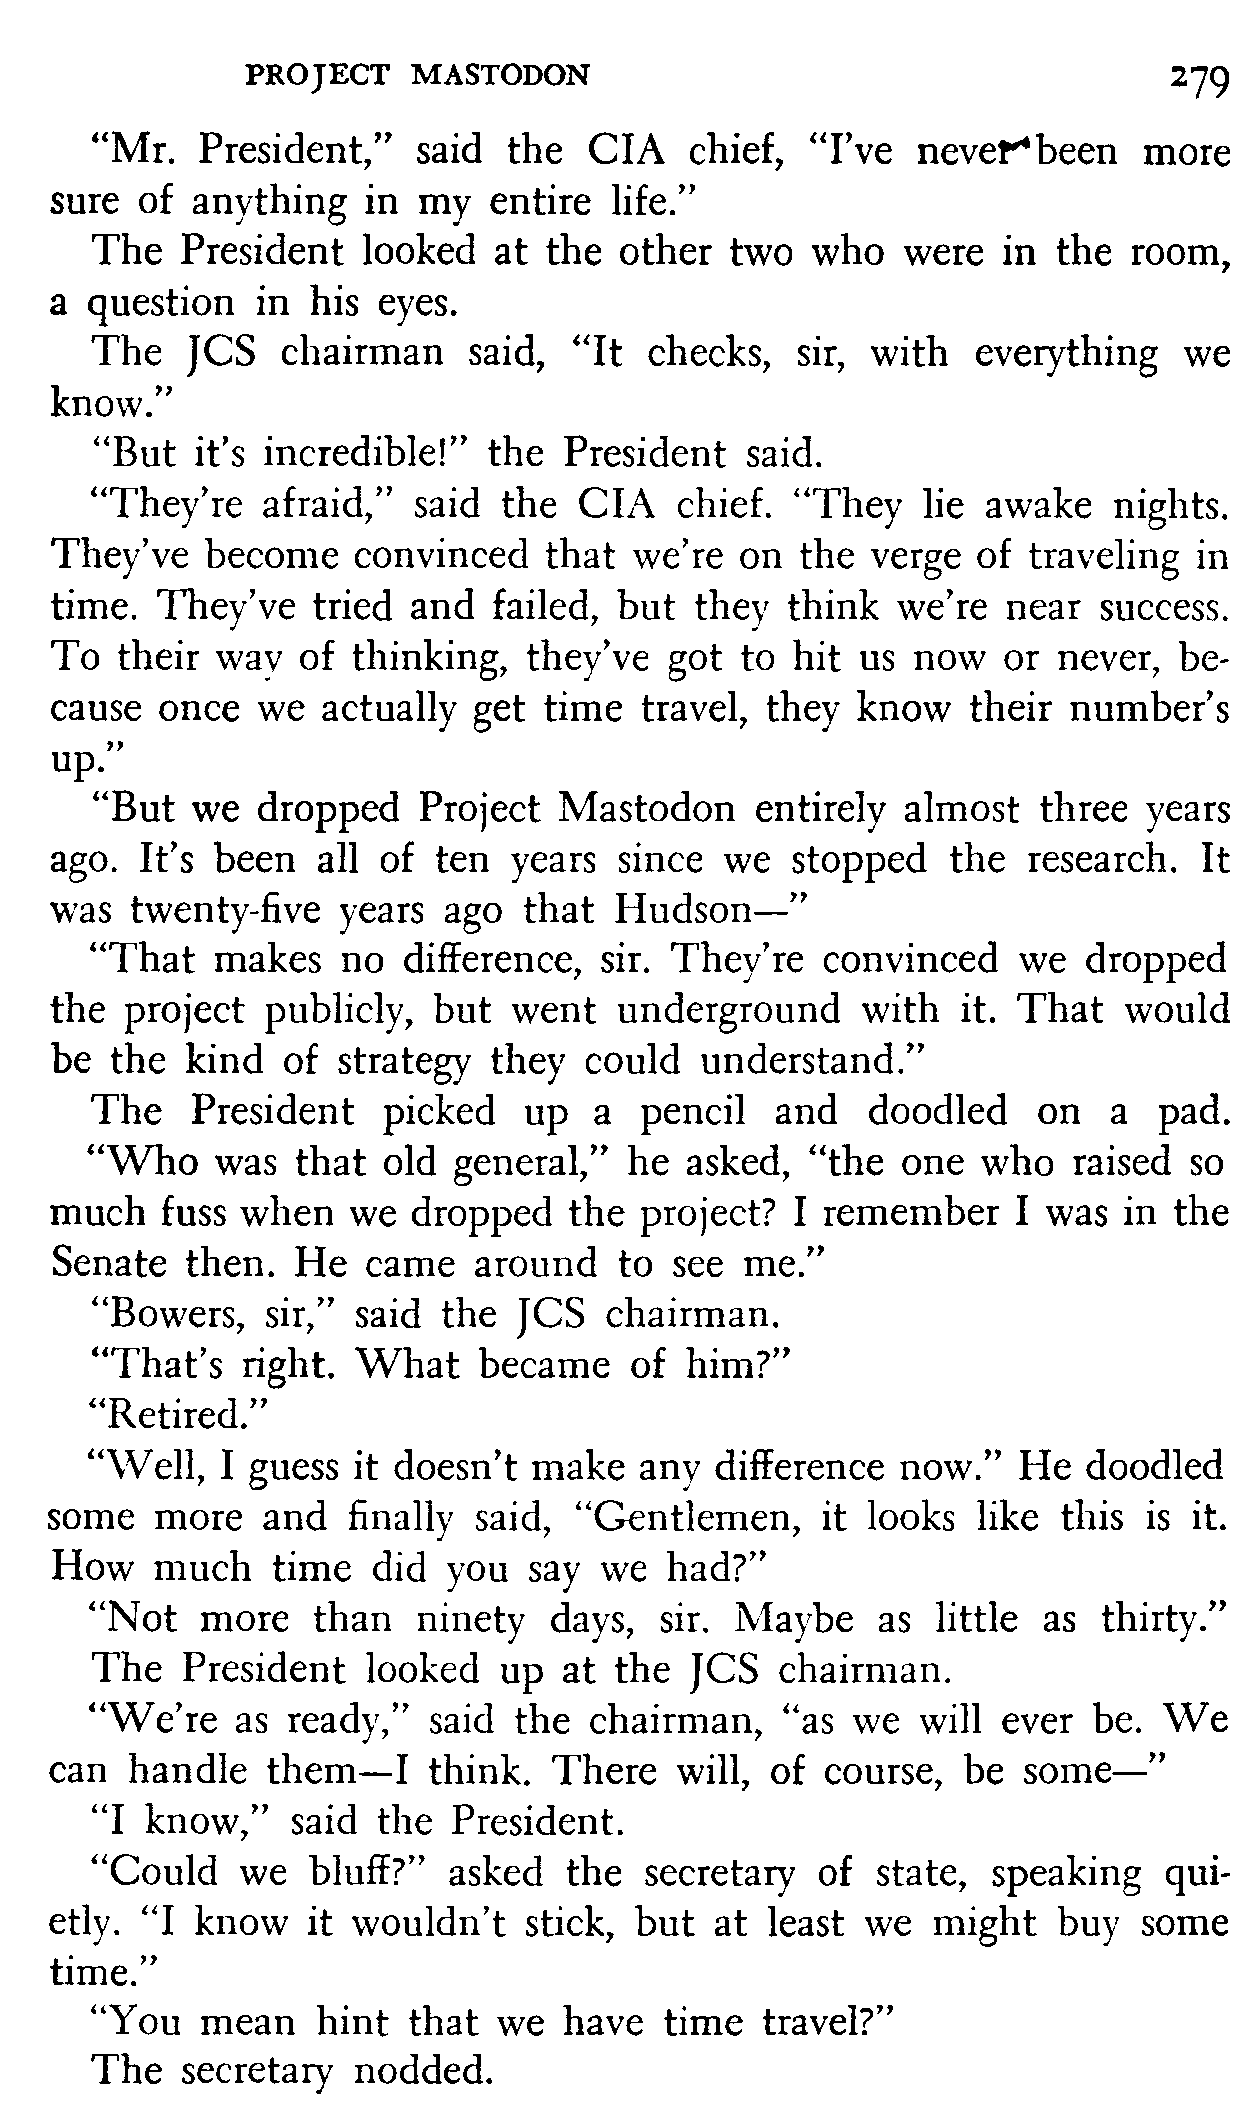 PROJECT MASTODON 279
“Mr. President,” said the CIA chief, “I’ve never been more
sure of anything in my entire life.”
The President looked at the other two who were in the room,
a question in his eyes.
The JCS chairman said, “It checks, sir, with everything we
know.”
“But it’s incredible!” the President said.
“They’re afraid,” said the CIA chief. “They lie awake nights.
They’ve become convinced that we’re on the verge of traveling in
time. They’ve tried and failed, but they think we’re near success.
To their way of thinking, they’ve got to hit us now or never, be-
cause once we actually get time travel, they know their number’s
up.”
“But we dropped Project Mastodon entirely almost three years
ago. It’s been all of ten years since we stopped the research. It
was twenty-five years ago that Hudson—”
“That makes no difference, sir. They’re convinced we dropped
the project publicly, but went underground with it. That would
be the kind of strategy they could understand.”
The President picked up a pencil and doodled on a pad.
“Who was that old general,” he asked, “the one who raised so
much fuss when we dropped the project? I remember I was in the
Senate then. He came around to see me.”
“Bowers, sir,” said the JCS chairman.
“That’s right. What became of him?”
“Retired.”
“Well, I guess it doesn’t make any difference now.” He doodled
some more and finally said, “Gentlemen, it looks like this is it.
How much time did you say we had?”
“Not more than ninety days, sir. Maybe as little as thirty.”
The President looked up at the JCS chairman.
“We’re as ready,” said the chairman, “as we will ever be. We
can handle them—I think. There will, of course, be some—”
“I know,” said the President.
“Could we bluff?” asked the secretary of state, speaking qui-
etly. “I know it wouldn’t stick, but at least we might buy some
time.”
“You mean hint that we have time travel?”
The secretary nodded.